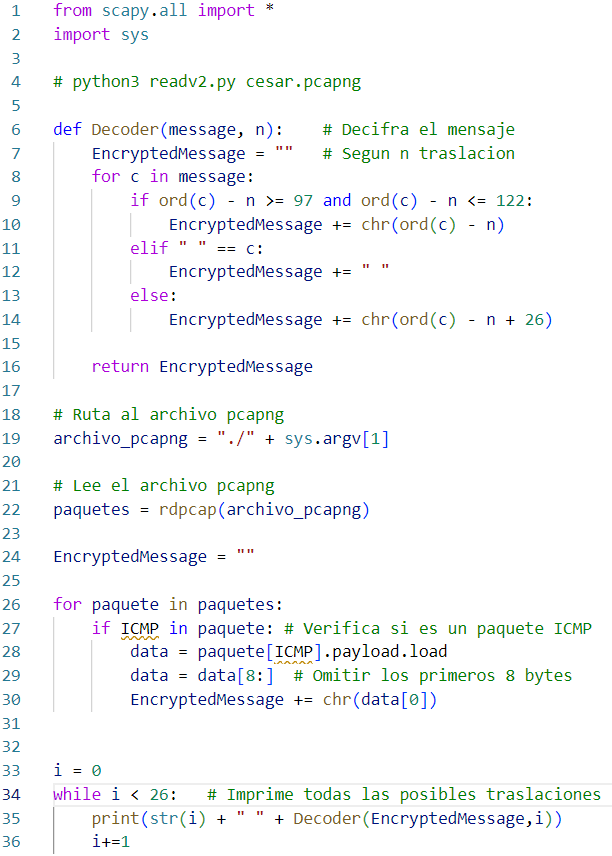 1 from scapy.all import *
2 import sys
3
4 # python3 readv2.py cesar.pcapng
5
6 def Decoder(message, n):    # Decifra el mensaje
7     EncryptedMessage = ""   # Segun n traslacion
8     for c in message:
9         if ord(c) - n >= 97 and ord(c) - n <= 122:
10             EncryptedMessage += chr(ord(c) - n)
11         elif " " == c:
12             EncryptedMessage += " "
13         else:
14             EncryptedMessage += chr(ord(c) - n + 26)
15
16     return EncryptedMessage
17
18 # Ruta al archivo pcapng
19 archivo_pcapng = "./" + sys.argv[1]
20
21 # Lee el archivo pcapng
22 paquetes = rdpcap(archivo_pcapng)
23
24 EncryptedMessage = ""
25
26 for paquete in paquetes:
27     if ICMP in paquete: # Verifica si es un paquete ICMP
28         data = paquete[ICMP].payload.load
29         data = data[8:]  # Omitir los primeros 8 bytes
30         EncryptedMessage += chr(data[0])
31
32
33 i = 0
34 while i < 26:   # Imprime todas las posibles traslaciones
35     print(str(i) + " " + Decoder(EncryptedMessage,i))
36     i+=1